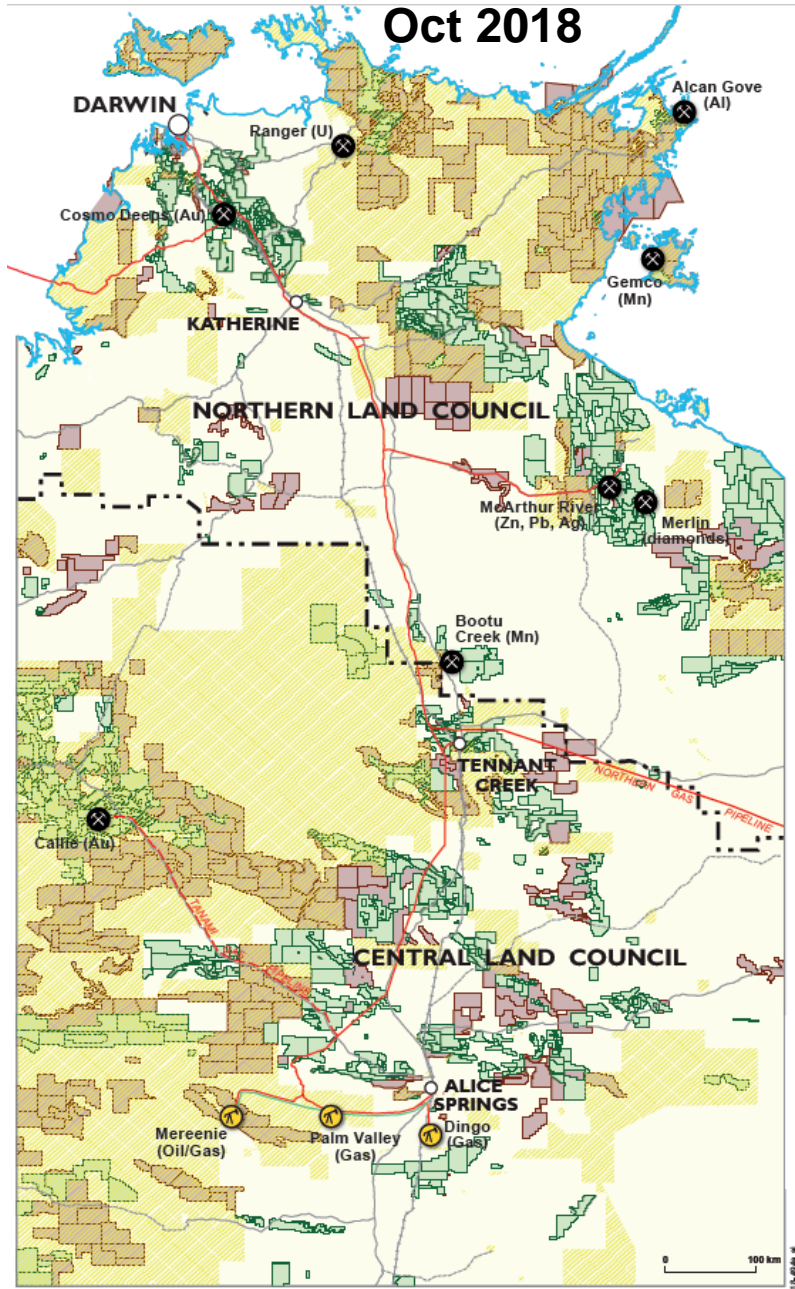 Oct 2018
DARWIN
Alcan Gove
(Al)
Ranger (U)
Cosmo Deeps (Au)
Gemco
(Mn)
KATHERINE
NORTHERN LAND COUNCIL
McArthur River
(Zn, Pb, Ag)
Merlin
(diamonds)
Bootu
Creek (Mn)
TENNANT
CREEK
NORTHERN GAS PIPELINE
Callie (Au)
TANAMI GAS PIPELINE
CENTRAL LAND COUNCIL
ALICE
SPRINGS
Mereenie
(Oil/Gas)
Palm Valley
(Gas)
Dingo
(Gas)
0 100 km